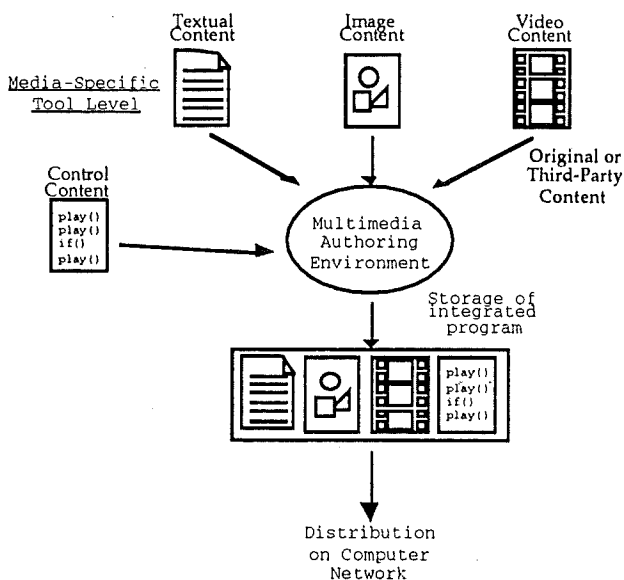 Textual
Content
Image
Content
Video
Content
Media-Specific
Tool Level
Original or
Third-Party
Content
Control
Content
play()
play()
if()
play()
Multimedia
Authoring
Environment
Storage of
integrated
program
play()
play()
if()
play()
Distribution
on Computer
Network